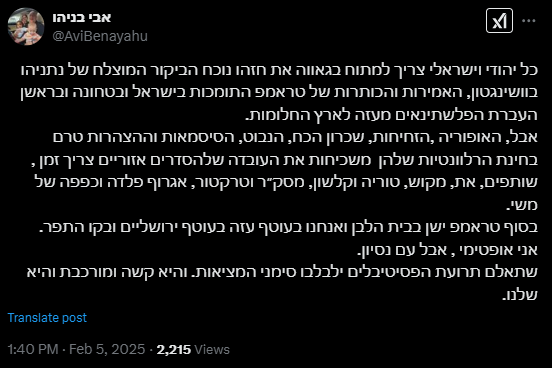 אבי בניהו
@AviBenayahu
כל יהודי וישראלי צריך למתוח בגאווה את חזהו נוכח הביקור המוצלח של נתניהו
בוושינגטון, האמירות והכותרות של טראמפ התומכות בישראל ובטחונה ובראשן
העברת הפלשתינאים מעזה לארץ החלומות.
אבל, האופוריה ,הזחיחות, שכרון הכח, הנבוט, הסיסמאות וההצהרות טרם
בחינת הרלוונטיות שלהן משכיחות את העובדה שלהסדרים אזוריים צריך זמן ,
שותפים, את, מקוש, טוריה וקלשון, מסק״ר וטרקטור, אגרוף פלדה וכפפה של
משי.
בסוף טראמפ ישן בבית הלבן ואנחנו בעוטף עזה בעוטף ירושליים ובקו התפר.
אני אופטימי , אבל עם נסיון.
שתאלם תרועת הפסטיבלים ילבלבו סימני המציאות. והיא קשה ומורכבת והיא
שלנו.
Translate post
1:40 PM · Feb 5, 2025 · 2,215 Views